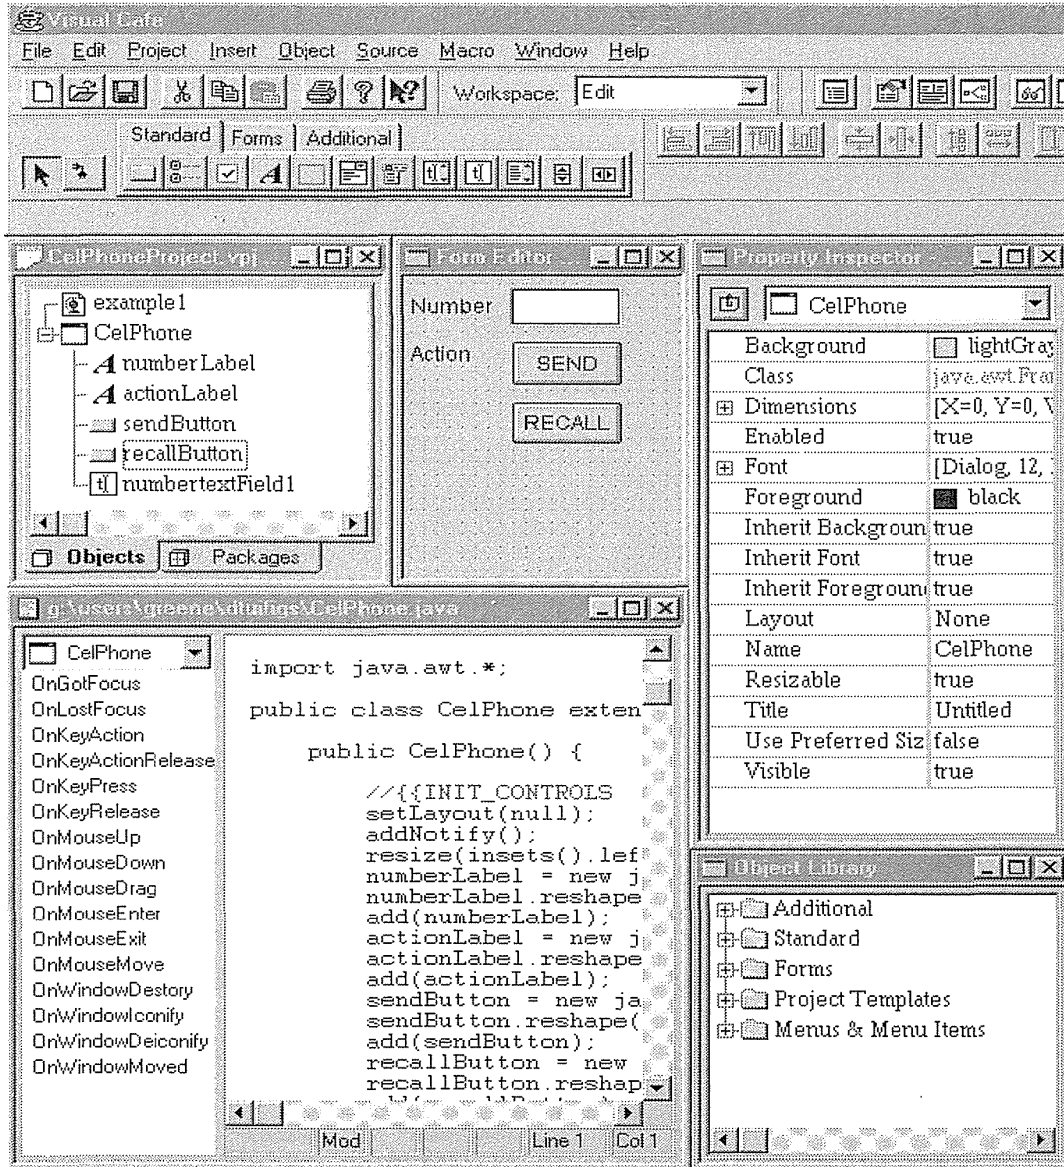 Visual Cafe
File Edit Project Insert Object Source Macro Window Help
Workspace: Edit
Standard Forms Additional
CelPhoneProject.vpj
example1
CelPhone
numberLabel
actionLabel
sendButton
recallButton
numbertextField1
Objects Packages
Form Editor
Number
Action SEND
RECALL
Property Inspector
CelPhone
Background lightGray
Class java.awt.Fra
Dimensions [X=0, Y=0,
Enabled true
Font [Dialog, 12,
Foreground black
Inherit Backgroun true
Inherit Font true
Inherit Foregroun true
Layout None
Name CelPhone
Resizable true
Title Untitled
Use Preferred Siz false
Visible true
g:\users\greene\dtinfigs\CelPhone.java
CelPhone
OnGotFocus
OnLostFocus
OnKeyAction
OnKeyActionRelease
OnKeyPress
OnKeyRelease
OnMouseUp
OnMouseDown
OnMouseDrag
OnMouseEnter
OnMouseExit
OnMouseMove
OnWindowDestory
OnWindowIconify
OnWindowDeiconify
OnWindowMoved
import java.awt.*;
public class CelPhone exten
public CelPhone() {
//{{INIT_CONTROLS
setLayout(null);
addNotify();
resize(insets().lef
numberLabel = new j
numberLabel.reshape
add(numberLabel);
actionLabel = new j
actionLabel.reshape
add(actionLabel);
sendButton = new ja
sendButton.reshape(
add(sendButton);
recallButton = new
recallButton.reshap
Mod Line 1 Col 1
Object Library
Additional
Standard
Forms
Project Templates
Menus & Menu Items